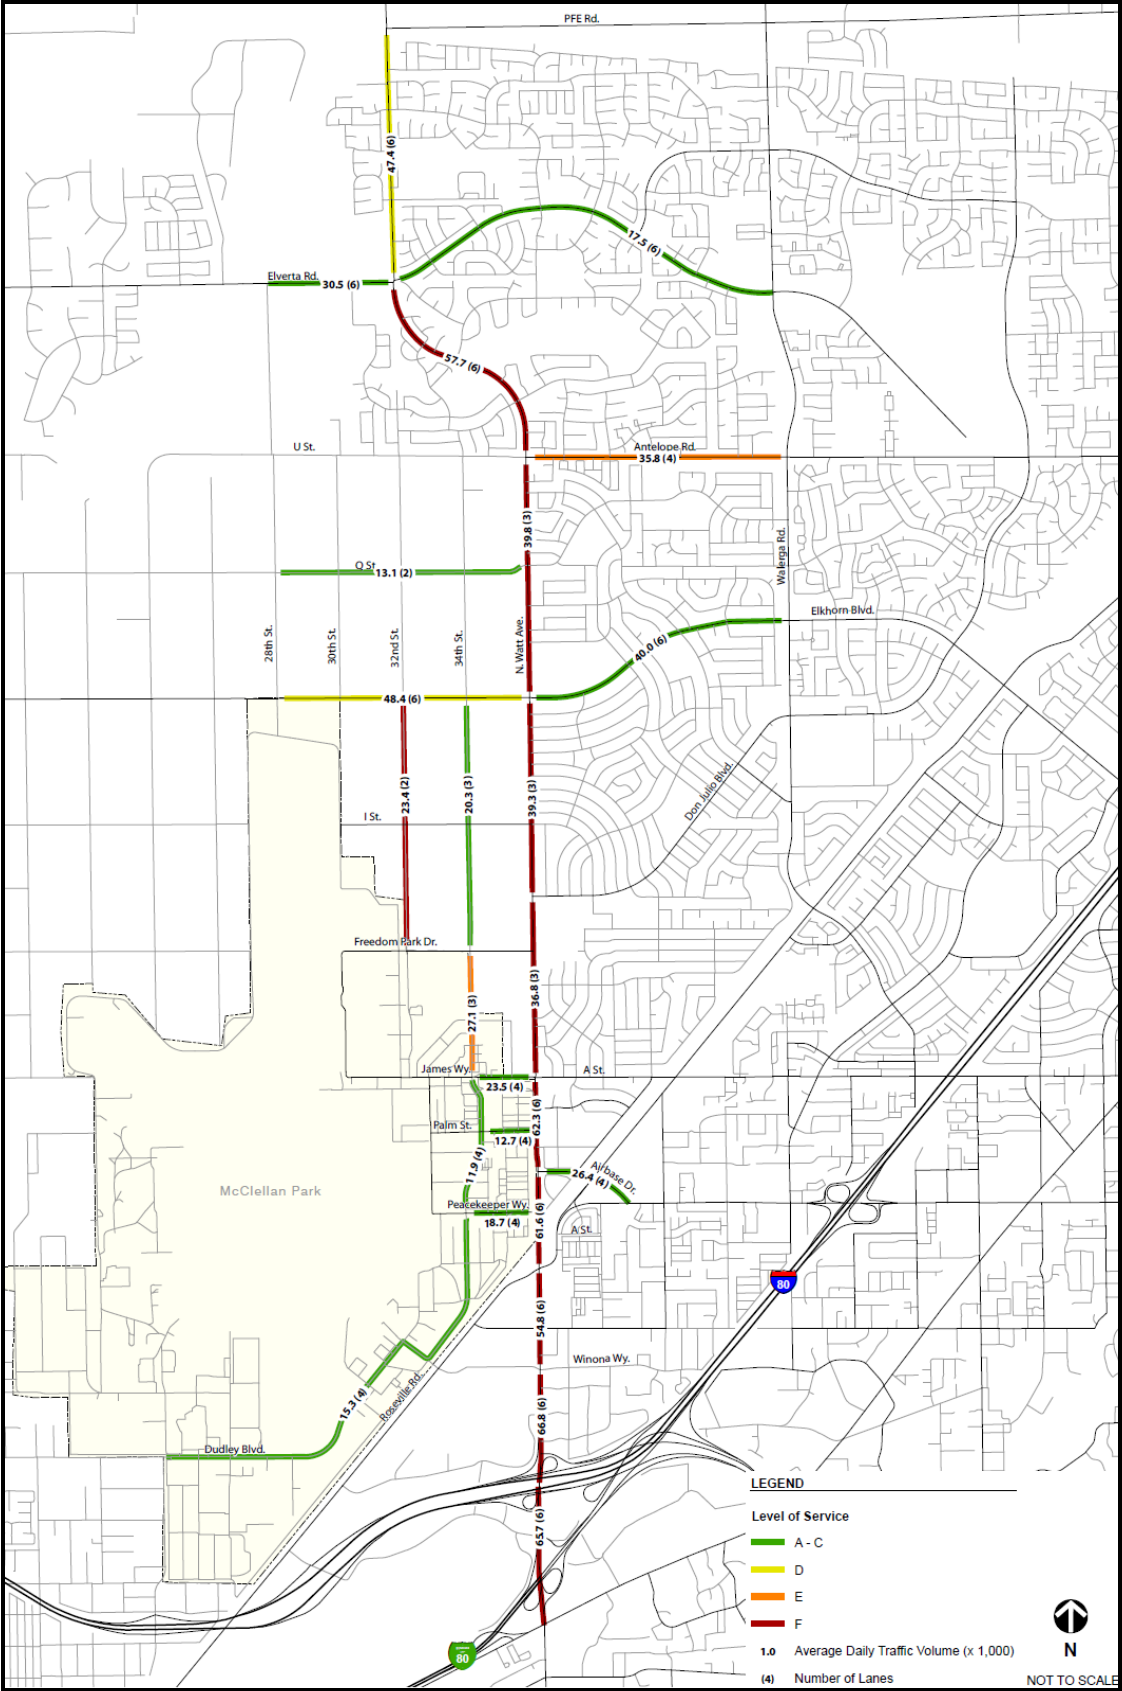 PFE Rd.
47.4 (6)
17.5 (6)
Elverta Rd.
30.5 (6)
57.7 (6)
U St.
Antelope Rd.
35.8 (4)
39.8 (3)
Walerga Rd.
Q St
13.1 (2)
Elkhorn Blvd.
28th St.
30th St.
32nd St.
34th St.
N. Watt Ave.
40.0 (6)
48.4 (6)
23.4 (2)
20.3 (3)
39.3 (3)
Don Julio Blvd.
I St.
Freedom Park Dr.
36.8 (3)
27.1 (3)
James Wy.
A St.
23.5 (4)
62.3 (6)
Palm St.
12.7 (4)
11.9 (4)
Airbase Dr.
26.4 (4)
McClellan Park
Peacekeeper Wy.
18.7 (4)
61.6 (6)
A St.
80
54.8 (6)
Winona Wy.
15.3 (4)
Roseville Rd.
66.8 (6)
Dudley Blvd.
65.7 (6)
LEGEND
Level of Service
A - C
D
E
F
1.0 Average Daily Traffic Volume (x 1,000)
(4) Number of Lanes
N
NOT TO SCALE
80